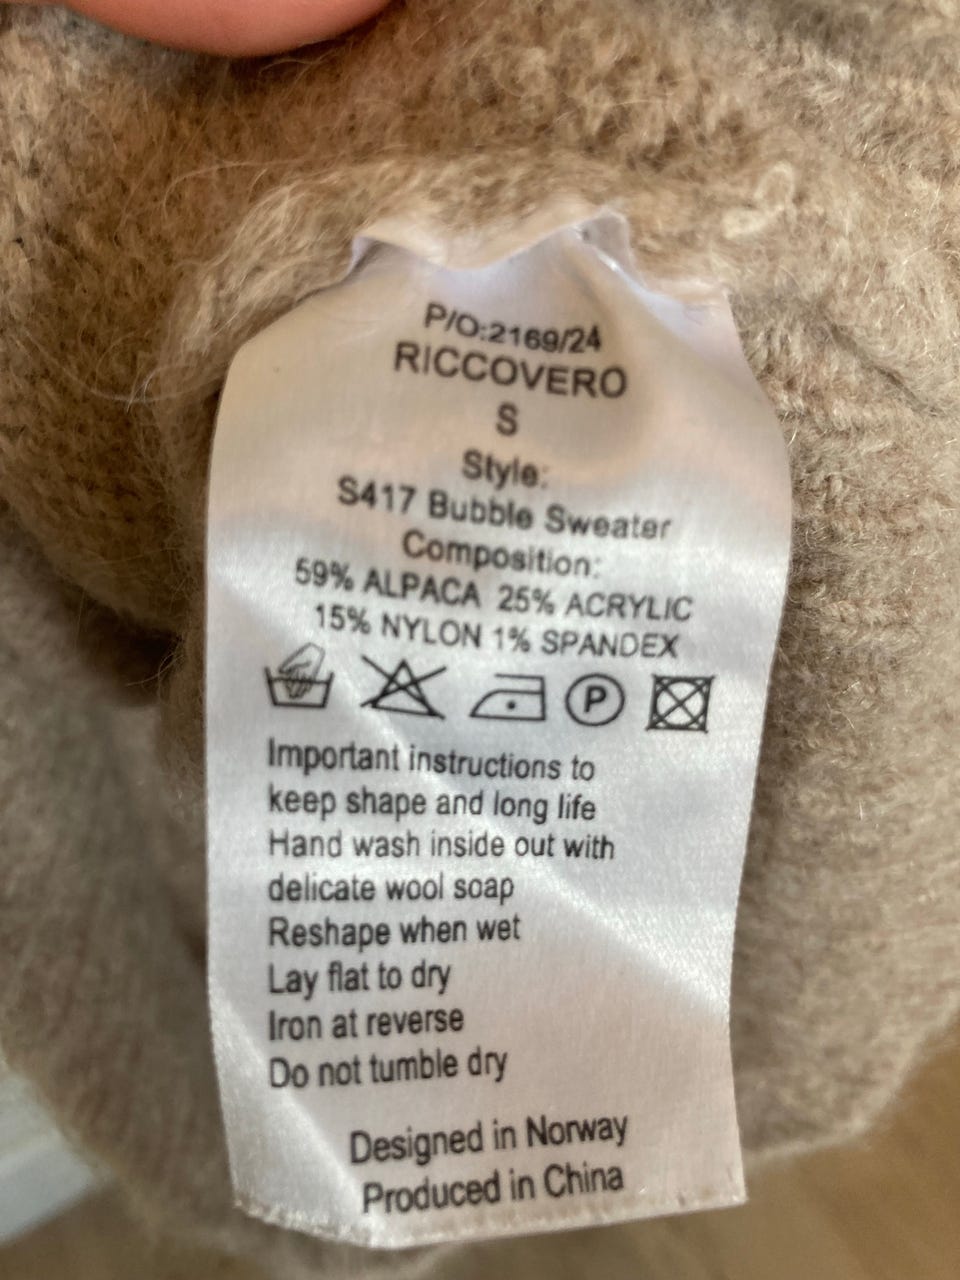 P/O:2169/24
RICCOVERO
S
Style:
S417 Bubble Sweater
Composition:
59% ALPACA 25% ACRYLIC
15% NYLON 1% SPANDEX
P
Important instructions to
keep shape and long life
Hand wash inside out with
delicate wool soap
Reshape when wet
Lay flat to dry
Iron at reverse
Do not tumble dry
Designed in Norway
Produced in China